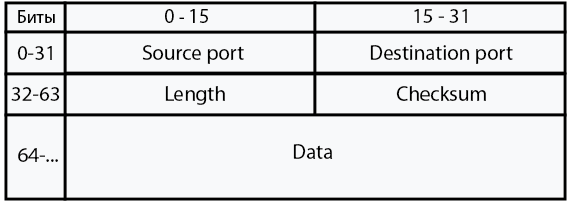 Биты 0 - 15 15 - 31
0-31 Source port Destination port
32-63 Length Checksum
64-... Data